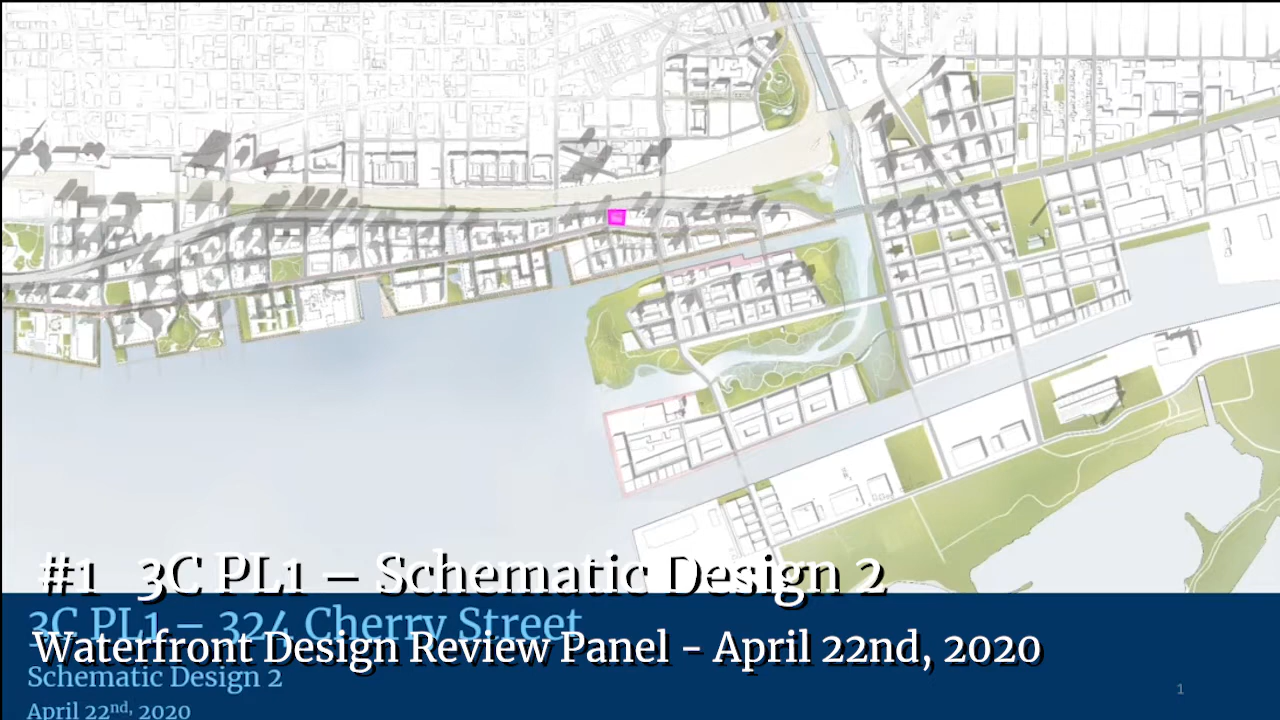 #1 3C PL1 – Schematic Design 2
3C PL1 – 324 Cherry Street
Waterfront Design Review Panel - April 22nd, 2020
Schematic Design 2
April 22nd, 2020
1